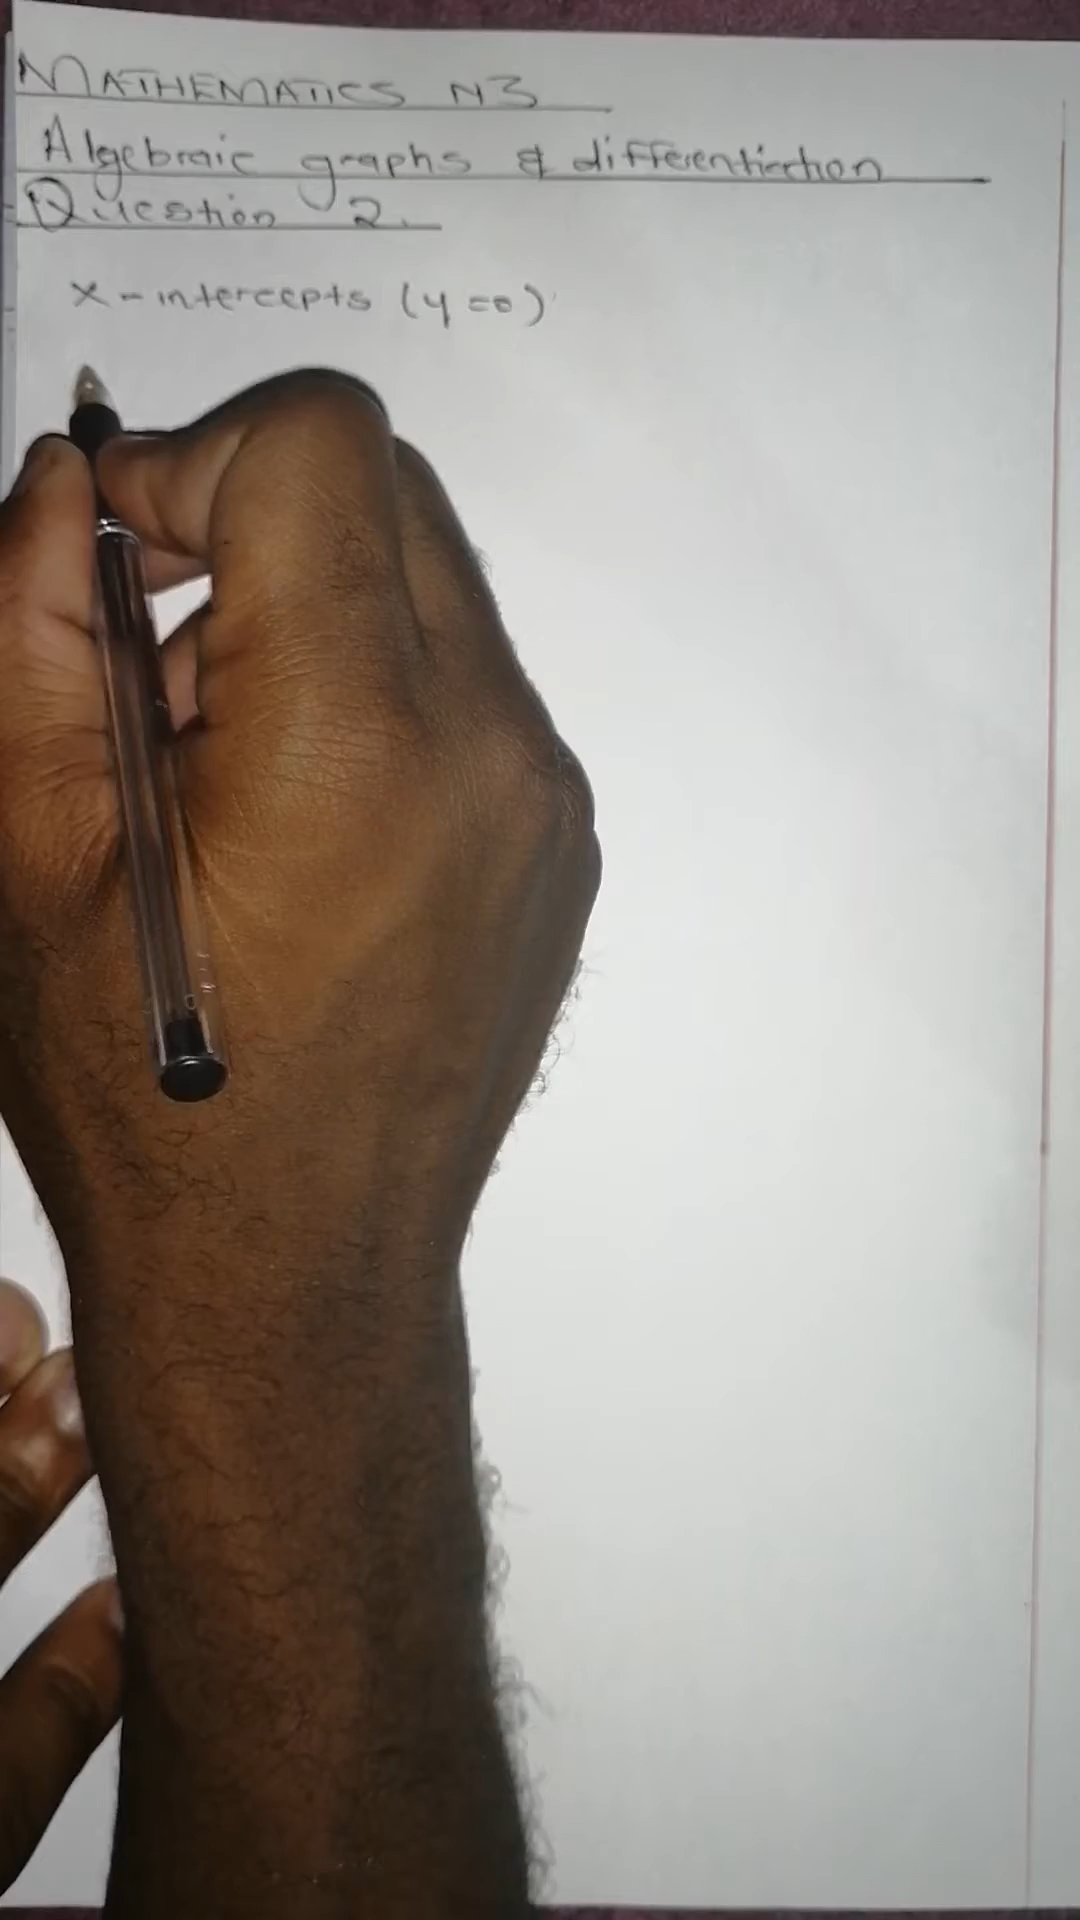 MATHEMATICS N3
Algebraic graphs & differentiation
Question 2.
x-intercepts (y=0)